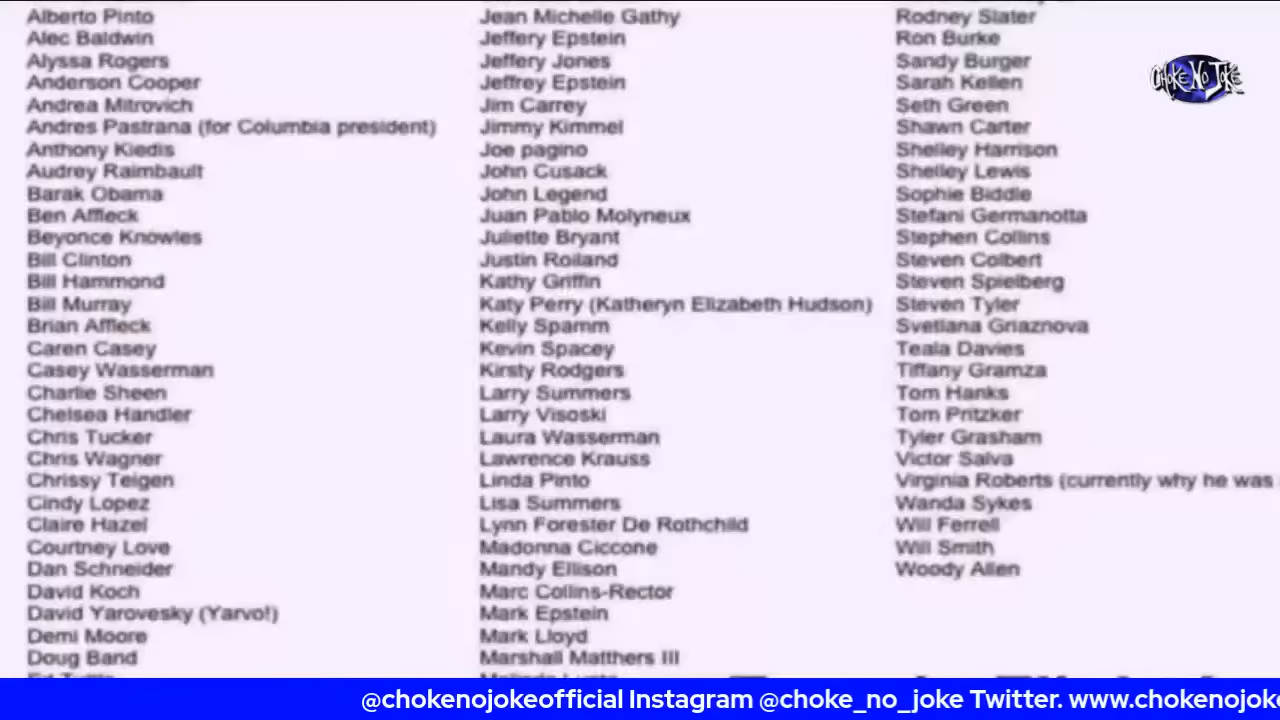 Alberto Pinto
Alec Baldwin
Alyssa Rogers
Anderson Cooper
Andrea Mitrovich
Andres Pastrana (for Columbia president)
Anthony Kiedis
Audrey Raimbault
Barak Obama
Ben Affleck
Beyonce Knowles
Bill Clinton
Bill Hammond
Bill Murray
Brian Affleck
Caren Casey
Casey Wasserman
Charlie Sheen
Chelsea Handler
Chris Tucker
Chris Wagner
Chrissy Teigen
Cindy Lopez
Claire Hazel
Courtney Love
Dan Schneider
David Koch
David Yarovesky (Yarvo!)
Demi Moore
Doug Band
Jean Michelle Gathy
Jeffery Epstein
Jeffery Jones
Jeffrey Epstein
Jim Carrey
Jimmy Kimmel
Joe pagino
John Cusack
John Legend
Juan Pablo Molyneux
Juliette Bryant
Justin Roiland
Kathy Griffin
Katy Perry (Katheryn Elizabeth Hudson)
Kelly Spamm
Kevin Spacey
Kirsty Rodgers
Larry Summers
Larry Visoski
Laura Wasserman
Lawrence Krauss
Linda Pinto
Lisa Summers
Lynn Forester De Rothchild
Madonna Ciccone
Mandy Ellison
Marc Collins-Rector
Mark Epstein
Mark Lloyd
Marshall Matthers III
Rodney Slater
Ron Burke
Sandy Burger
Sarah Kellen
Seth Green
Shawn Carter
Shelley Harrison
Shelley Lewis
Sophie Biddle
Stefani Germanotta
Stephen Collins
Steven Colbert
Steven Spielberg
Steven Tyler
Svetlana Griaznova
Teala Davies
Tiffany Gramza
Tom Hanks
Tom Pritzker
Tyler Grasham
Victor Salva
Virginia Roberts (currently why he was
Wanda Sykes
Will Ferrell
Will Smith
Woody Allen
CHOKE NO JOKE
@chokenojokeofficial Instagram @choke_no_joke Twitter. www.chokenojok